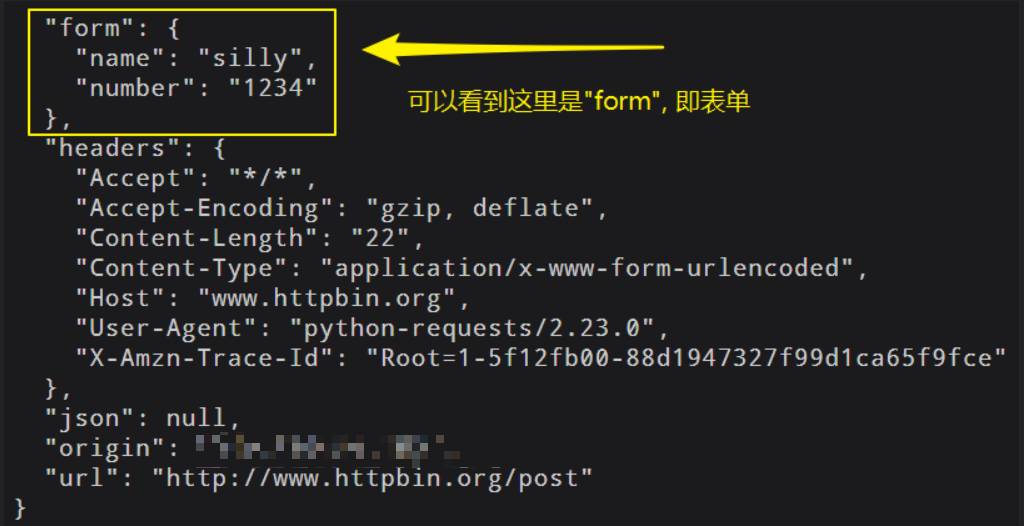 "form": {
"name": "silly",
"number": "1234"
},
可以看到这里是"form", 即表单
"headers": {
"Accept": "*/*",
"Accept-Encoding": "gzip, deflate",
"Content-Length": "22",
"Content-Type": "application/x-www-form-urlencoded",
"Host": "www.httpbin.org",
"User-Agent": "python-requests/2.23.0",
"X-Amzn-Trace-Id": "Root=1-5f12fb00-88d1947327f99d1ca65f9fce"
},
"json": null,
"origin":
"url": "http://www.httpbin.org/post"
}